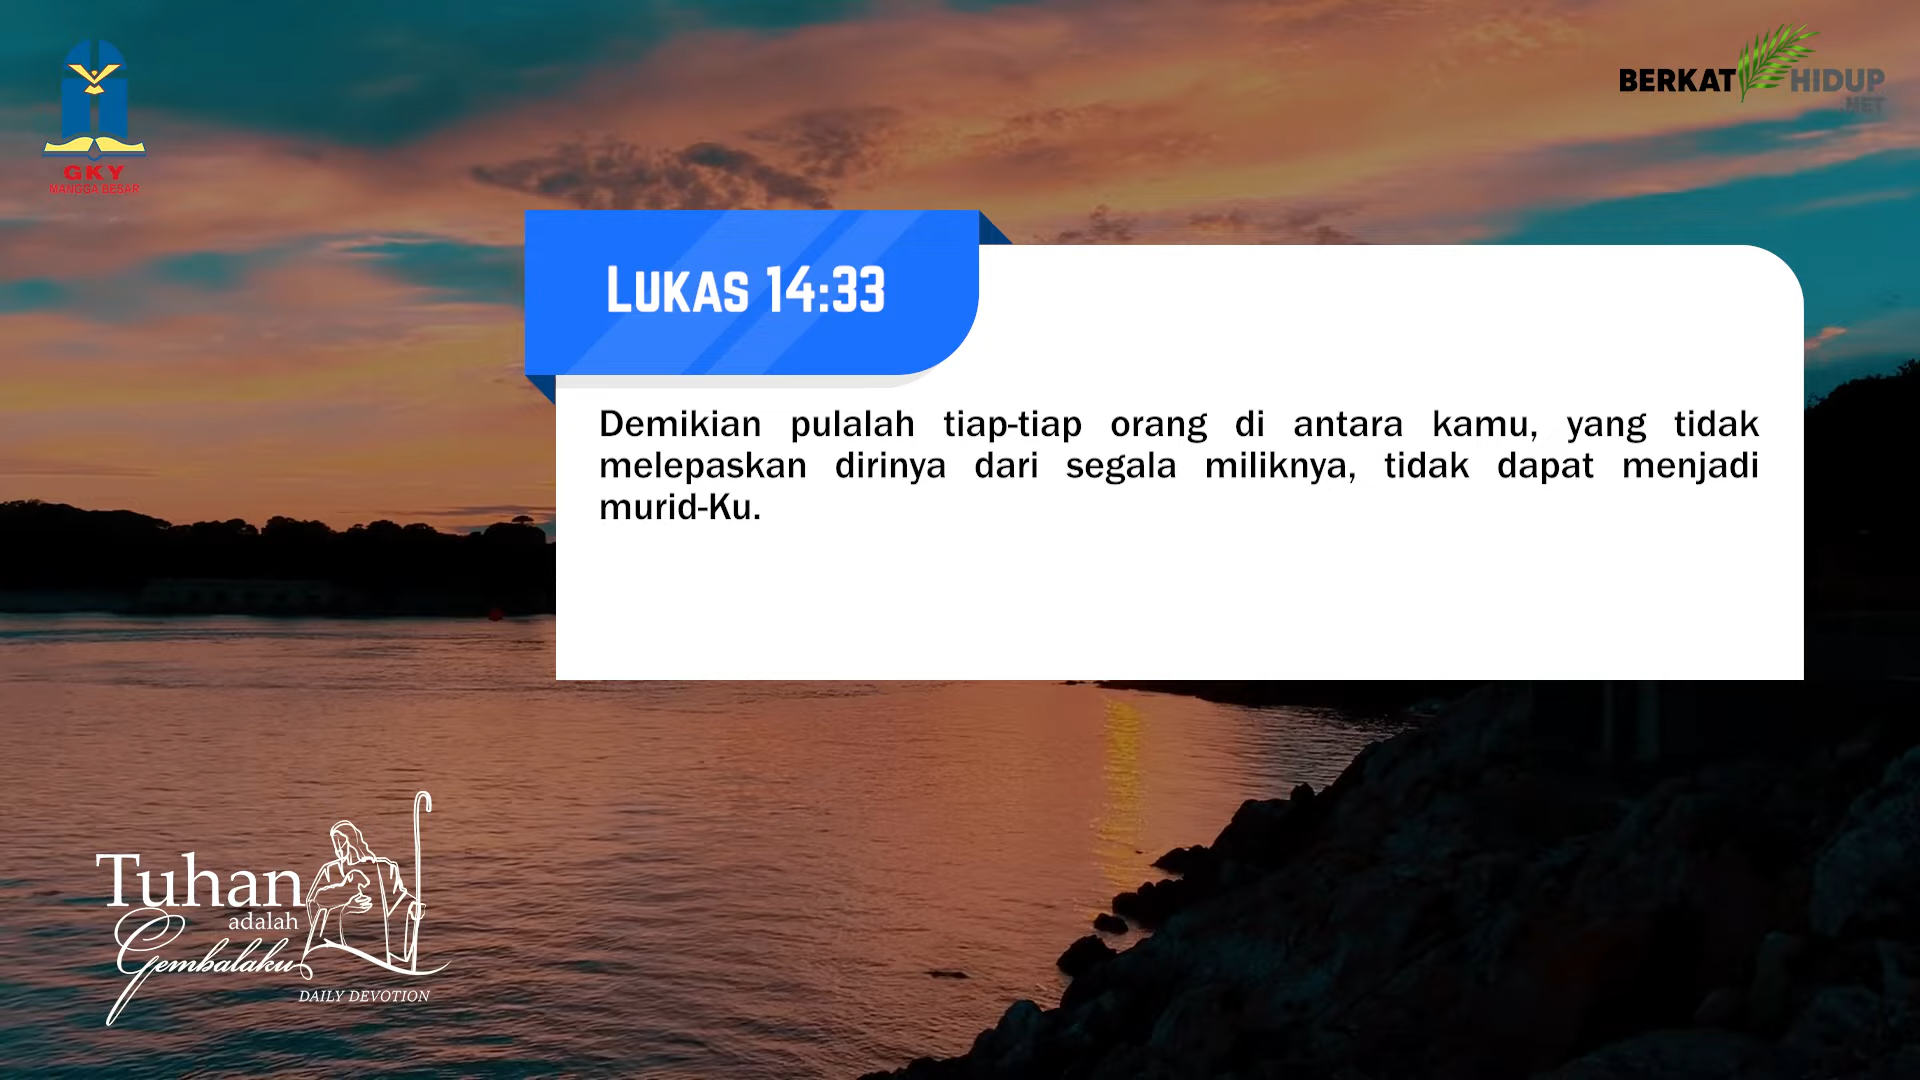 GKY
MANGGA BESAR
BERKAT HIDUP
.NET
LUKAS 14:33
Demikian pulalah tiap-tiap orang di antara kamu, yang tidak
melepaskan dirinya dari segala miliknya, tidak dapat menjadi
murid-Ku.
Tuhan
adalah
Gembalaku
DAILY DEVOTION